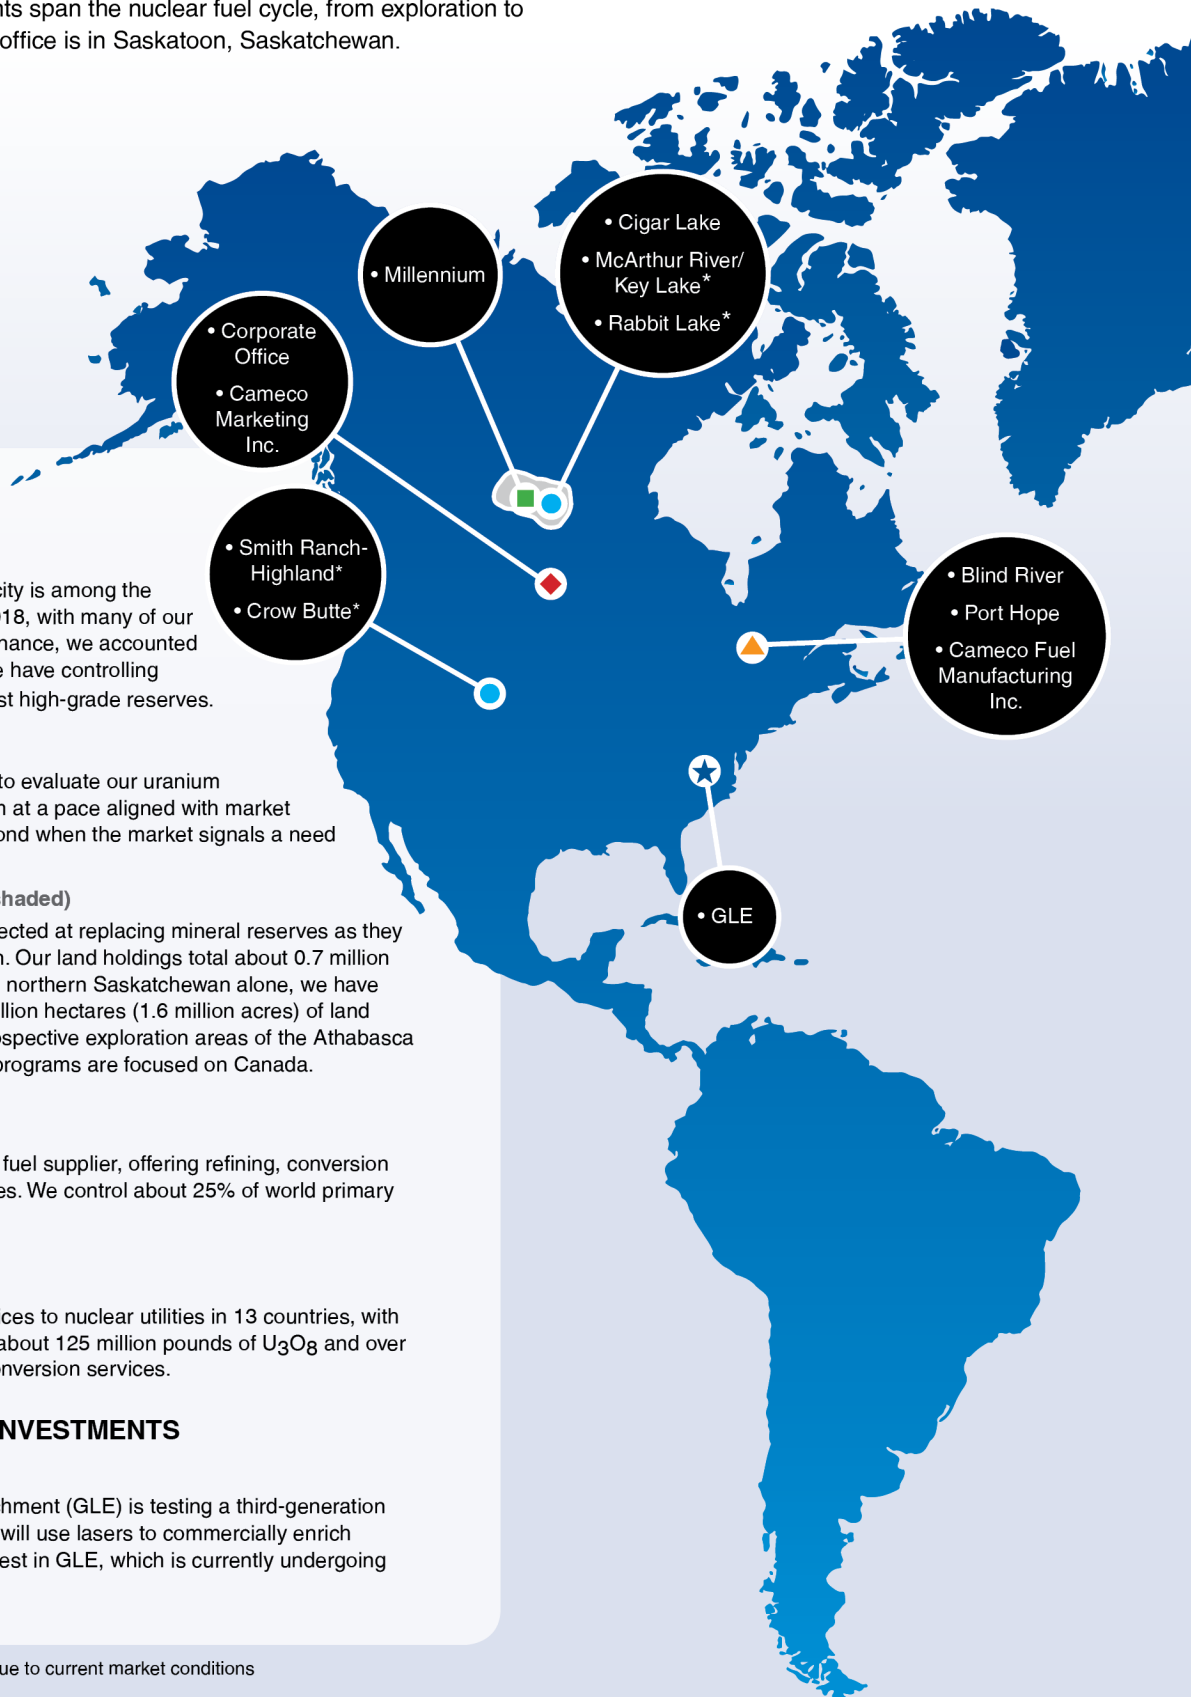 nts span the nuclear fuel cycle, from exploration to
office is in Saskatoon, Saskatchewan.
• Cigar Lake
• McArthur River/
Key Lake*
• Rabbit Lake*
• Millennium
• Corporate
Office
• Cameco
Marketing
Inc.
• Smith Ranch-
Highland*
• Crow Butte*
• Blind River
• Port Hope
• Cameco Fuel
Manufacturing
Inc.
• GLE
city is among the
018, with many of our
nance, we accounted
e have controlling
st high-grade reserves.
to evaluate our uranium
n at a pace aligned with market
ond when the market signals a need
shaded)
ected at replacing mineral reserves as they
n. Our land holdings total about 0.7 million
northern Saskatchewan alone, we have
llion hectares (1.6 million acres) of land
ospective exploration areas of the Athabasca
programs are focused on Canada.
fuel supplier, offering refining, conversion
es. We control about 25% of world primary
ices to nuclear utilities in 13 countries, with
about 125 million pounds of U3O8 and over
onversion services.
NVESTMENTS
chment (GLE) is testing a third-generation
will use lasers to commercially enrich
est in GLE, which is currently undergoing
ue to current market conditions